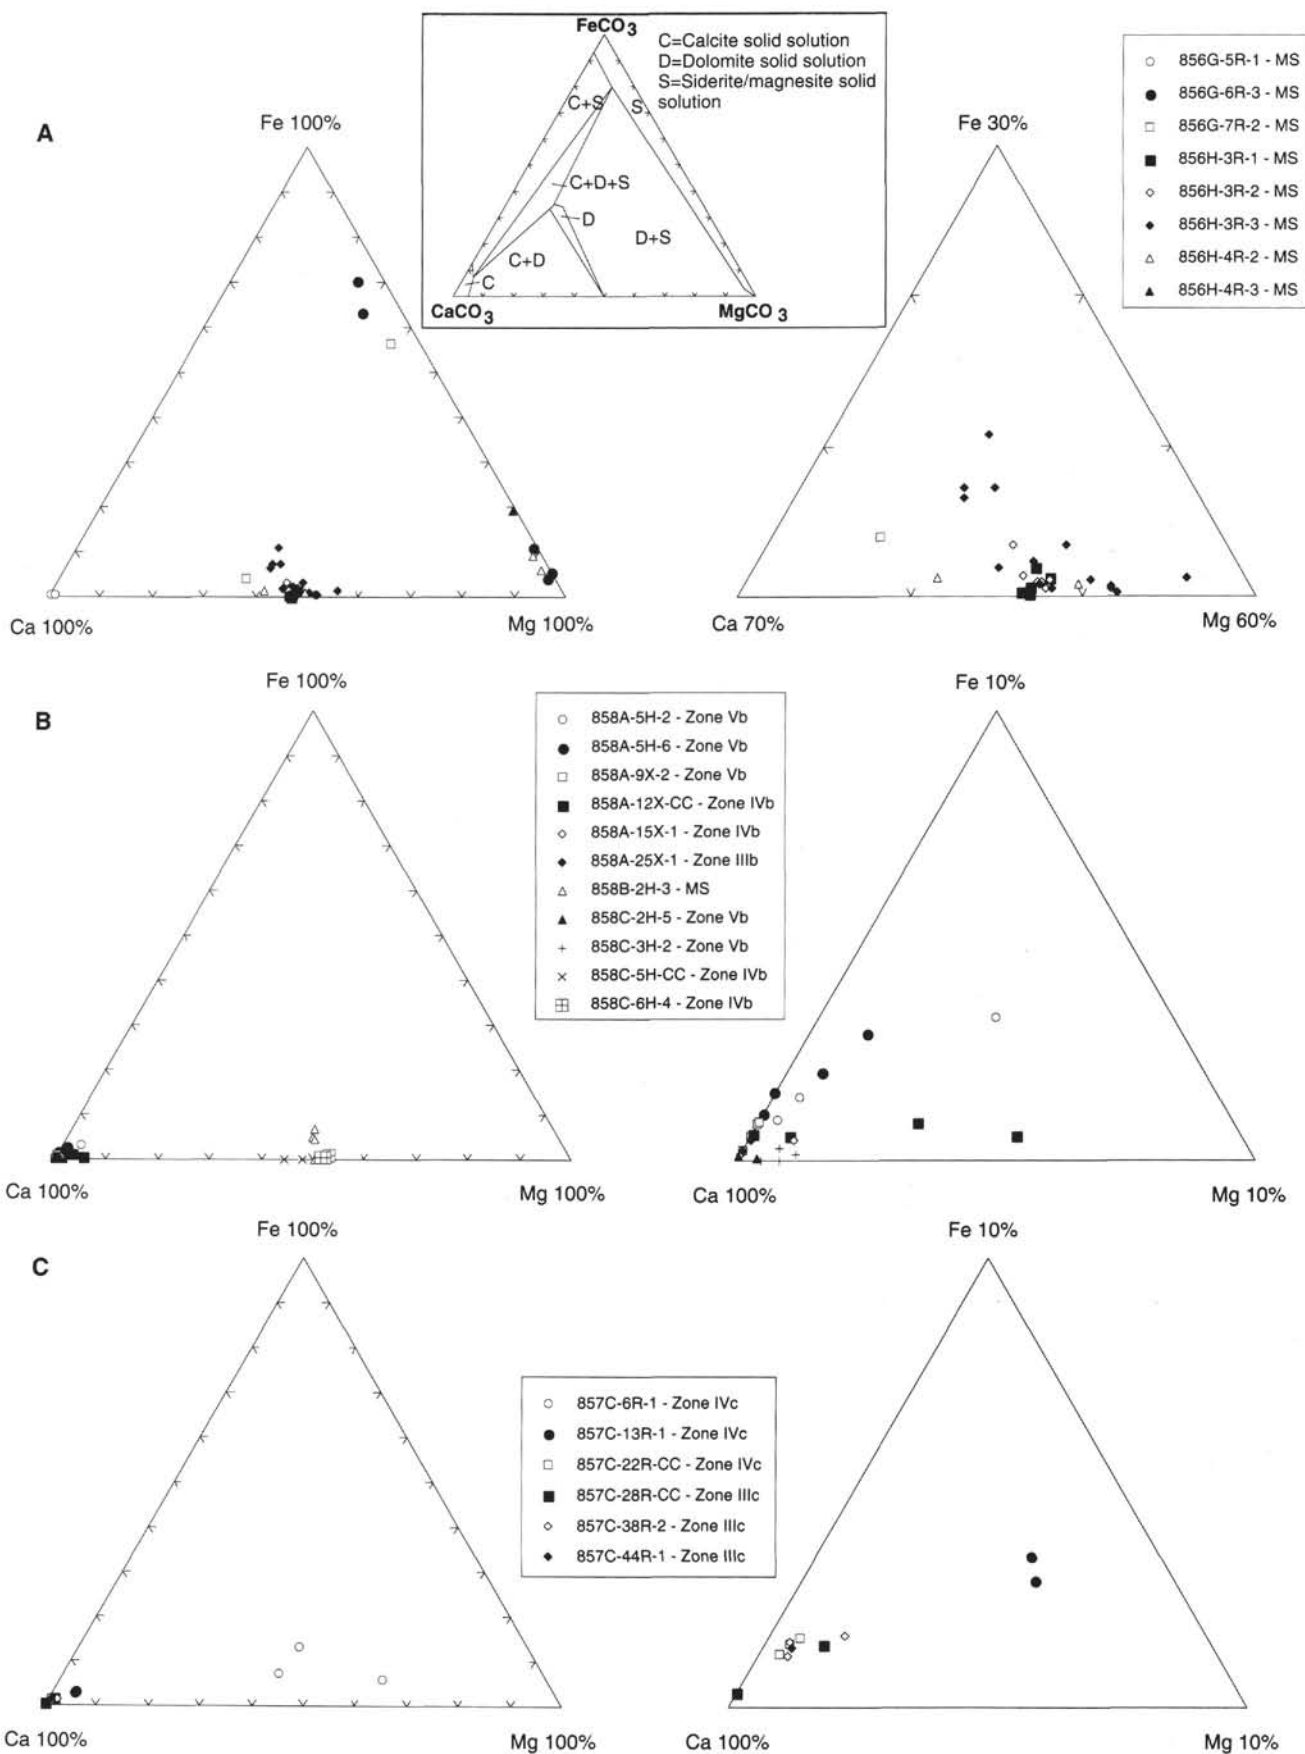 FeCO3
C=Calcite solid solution
D=Dolomite solid solution
S=Siderite/magnesite solid
solution
C+S
S
C+D+S
D
D+S
C+D
C
CaCO3
MgCO3
A
Fe 100%
Ca 100%
Mg 100%
Fe 30%
Ca 70%
Mg 60%
856G-5R-1 - MS
856G-6R-3 - MS
856G-7R-2 - MS
856H-3R-1 - MS
856H-3R-2 - MS
856H-3R-3 - MS
856H-4R-2 - MS
856H-4R-3 - MS
B
Fe 100%
Ca 100%
Mg 100%
858A-5H-2 - Zone Vb
858A-5H-6 - Zone Vb
858A-9X-2 - Zone Vb
858A-12X-CC - Zone IVb
858A-15X-1 - Zone IVb
858A-25X-1 - Zone IIIb
858B-2H-3 - MS
858C-2H-5 - Zone Vb
858C-3H-2 - Zone Vb
858C-5H-CC - Zone IVb
858C-6H-4 - Zone IVb
Fe 10%
Ca 100%
Mg 10%
C
Fe 100%
Ca 100%
Mg 100%
857C-6R-1 - Zone IVc
857C-13R-1 - Zone IVc
857C-22R-CC - Zone IVc
857C-28R-CC - Zone IIIc
857C-38R-2 - Zone IIIc
857C-44R-1 - Zone IIIc
Fe 10%
Ca 100%
Mg 10%